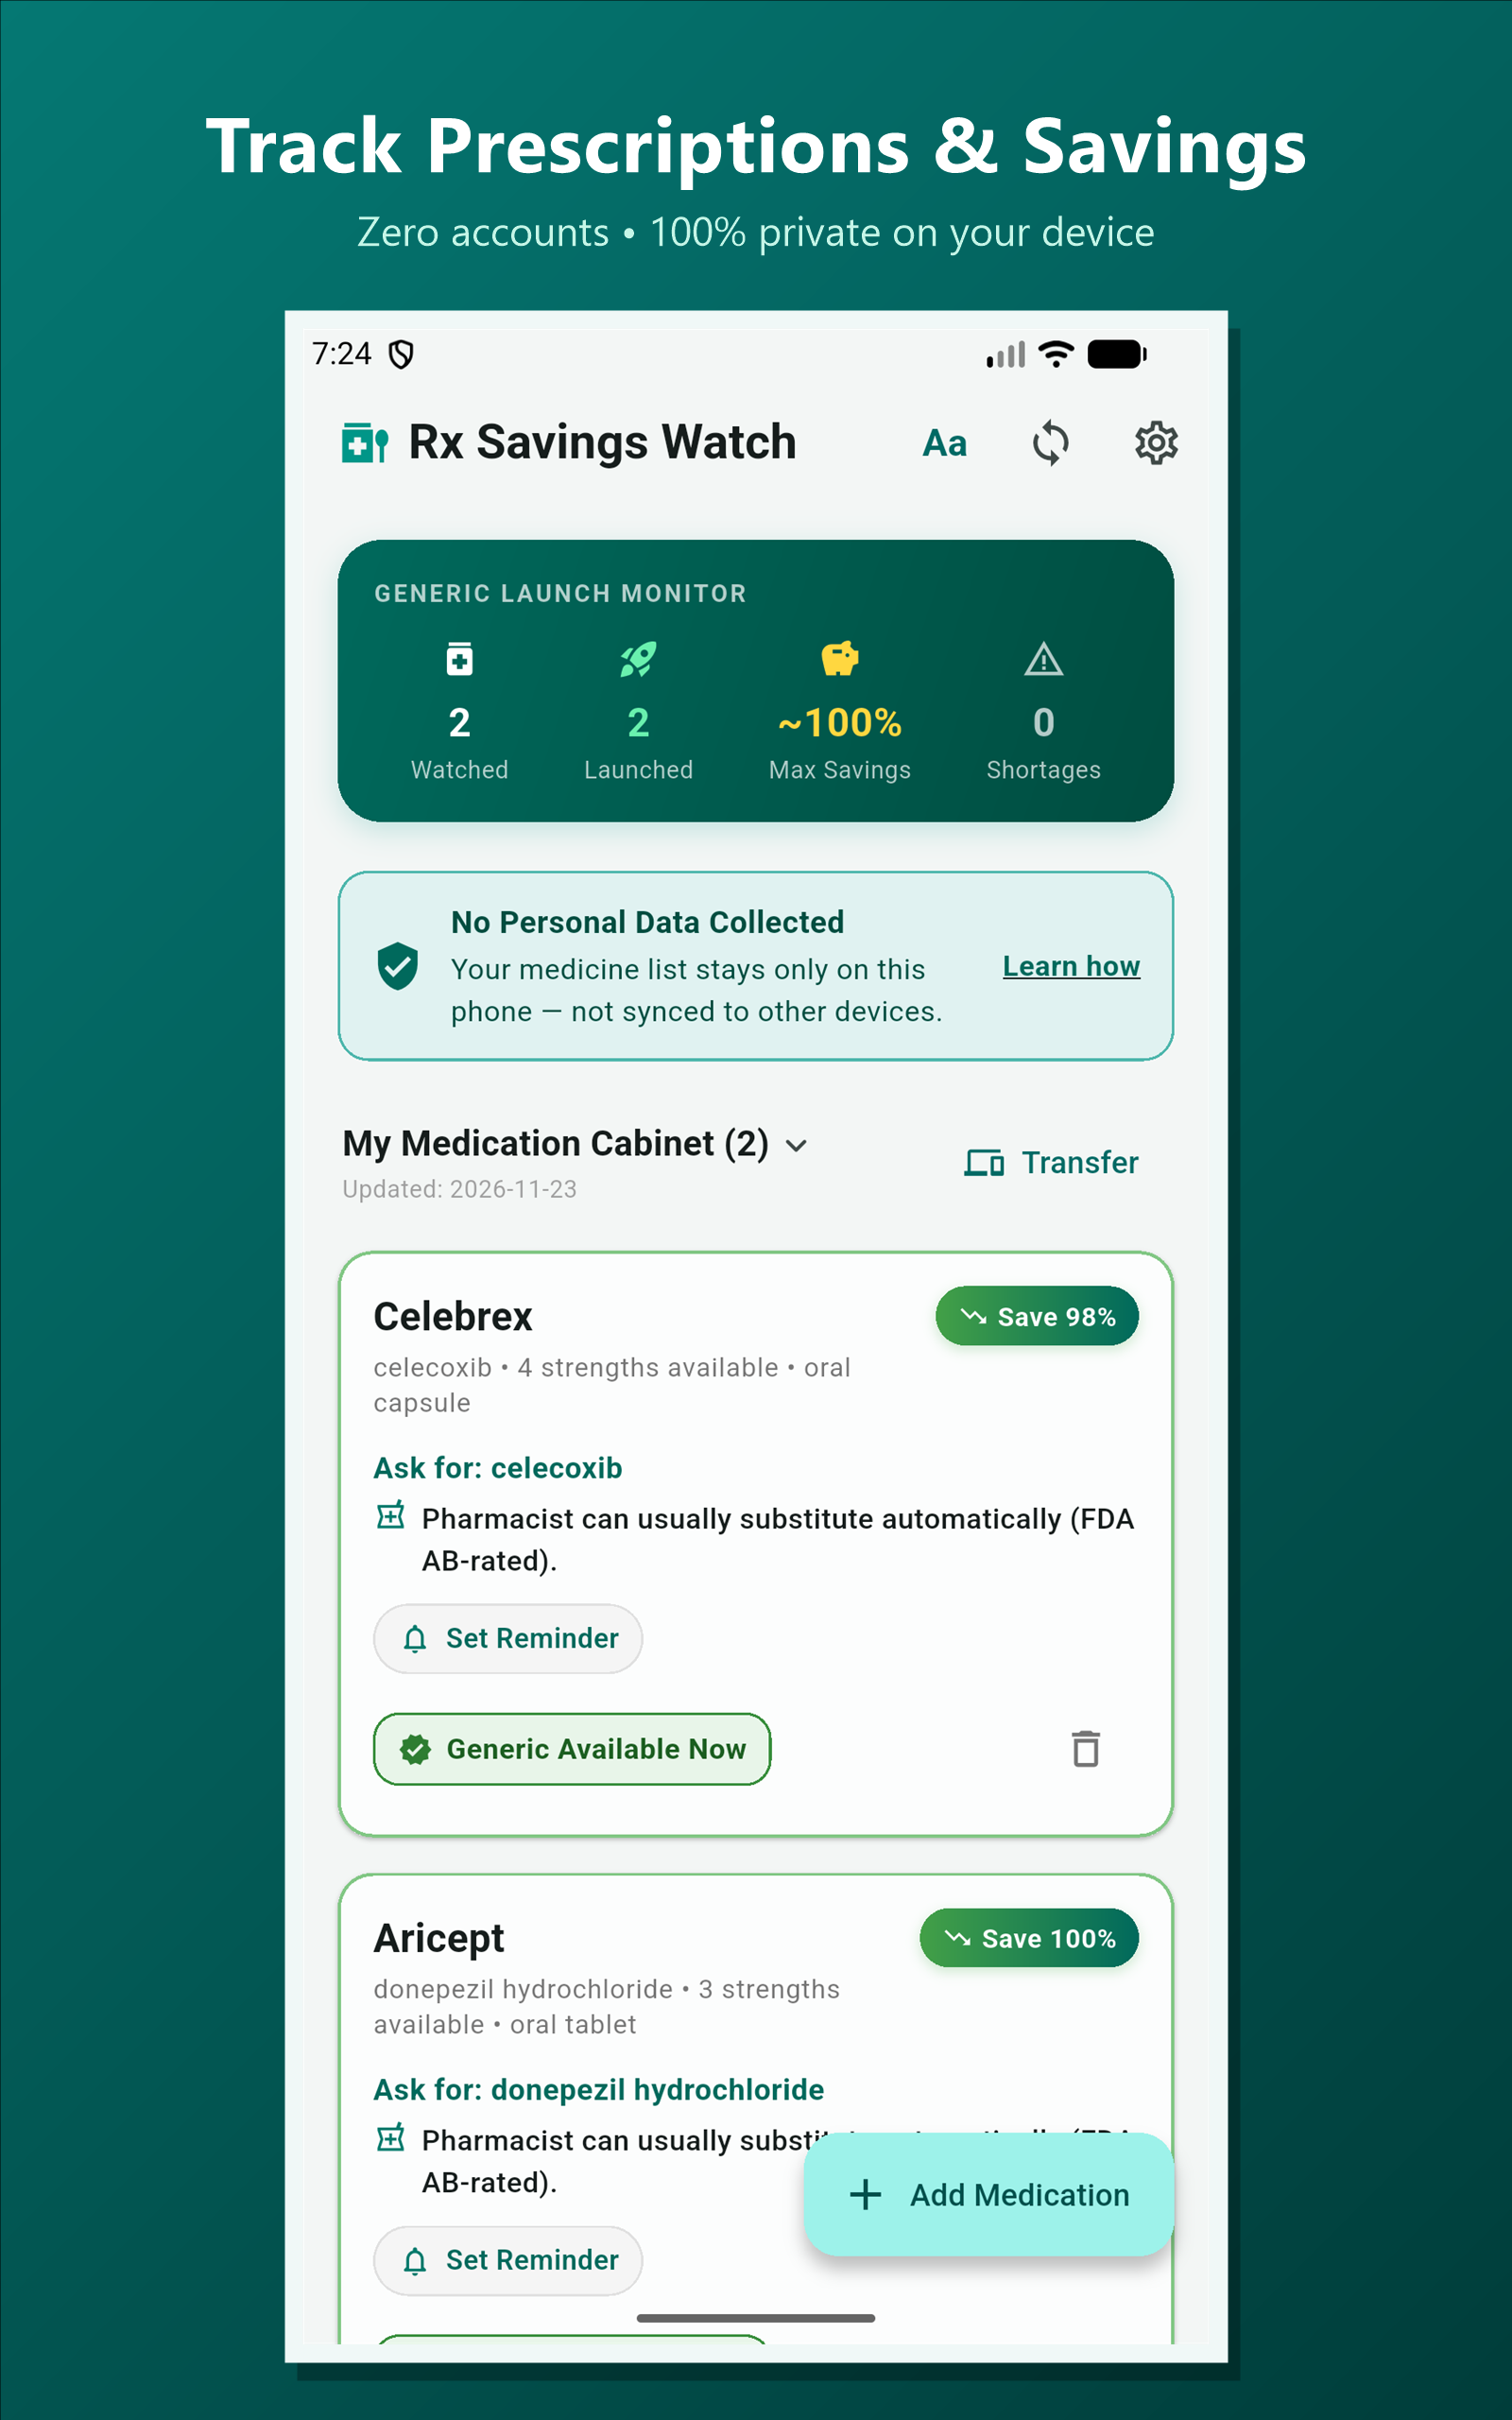 Track Prescriptions & Savings
Zero accounts • 100% private on your device
7:24
Rx Savings Watch
Aa
GENERIC LAUNCH MONITOR
2 2 ~100% 0
Watched Launched Max Savings Shortages
No Personal Data Collected
Your medicine list stays only on this
phone — not synced to other devices.
Learn how
My Medication Cabinet (2)
Updated: 2026-11-23
Transfer
Celebrex
Save 98%
celecoxib • 4 strengths available • oral
capsule
Ask for: celecoxib
Pharmacist can usually substitute automatically (FDA
AB-rated).
Set Reminder
Generic Available Now
Aricept
Save 100%
donepezil hydrochloride • 3 strengths
available • oral tablet
Ask for: donepezil hydrochloride
Pharmacist can usually
AB-rated).
Add Medication
Set Reminder